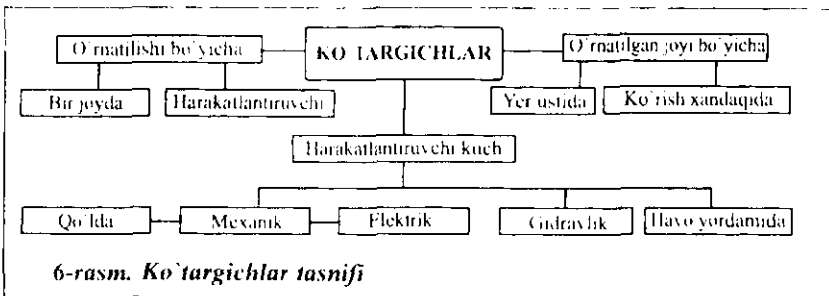 O`rnatilishi bo`yicha
KO`TARGICHLAR
O`rnatilgan joyi bo`yicha
Bir joyda
Harakatlantiruvchi
Yer ustida
Ko`rish xandaqida
Harakatlantiruvchi kuch
Qo`lda
Mexanik
Elektrik
Gidravlik
Havo yordamida
6-rasm. Ko`targichlar tasnifi